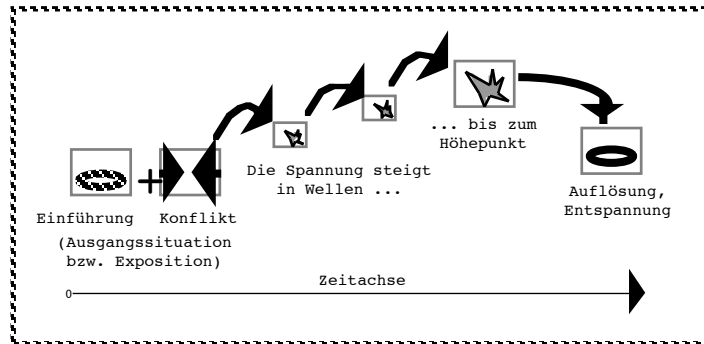 ... bis zum
Höhepunkt
Die Spannung steigt
in Wellen ...
Auflösung,
Entspannung
Einführung
Konflikt
(Ausgangssituation
bzw. Exposition)
Zeitachse
0